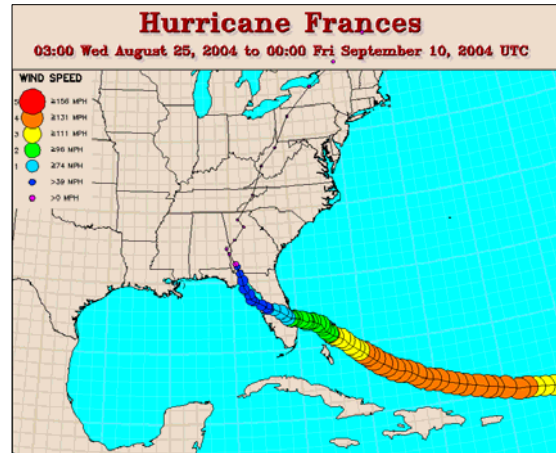 Hurricane Frances
03:00 Wed August 25, 2004 to 00:00 Fri September 10, 2004 UTC
WIND SPEED
5 ≥156 MPH
4 ≥131 MPH
3 ≥111 MPH
2 ≥96 MPH
1 ≥74 MPH
>39 MPH
>0 MPH